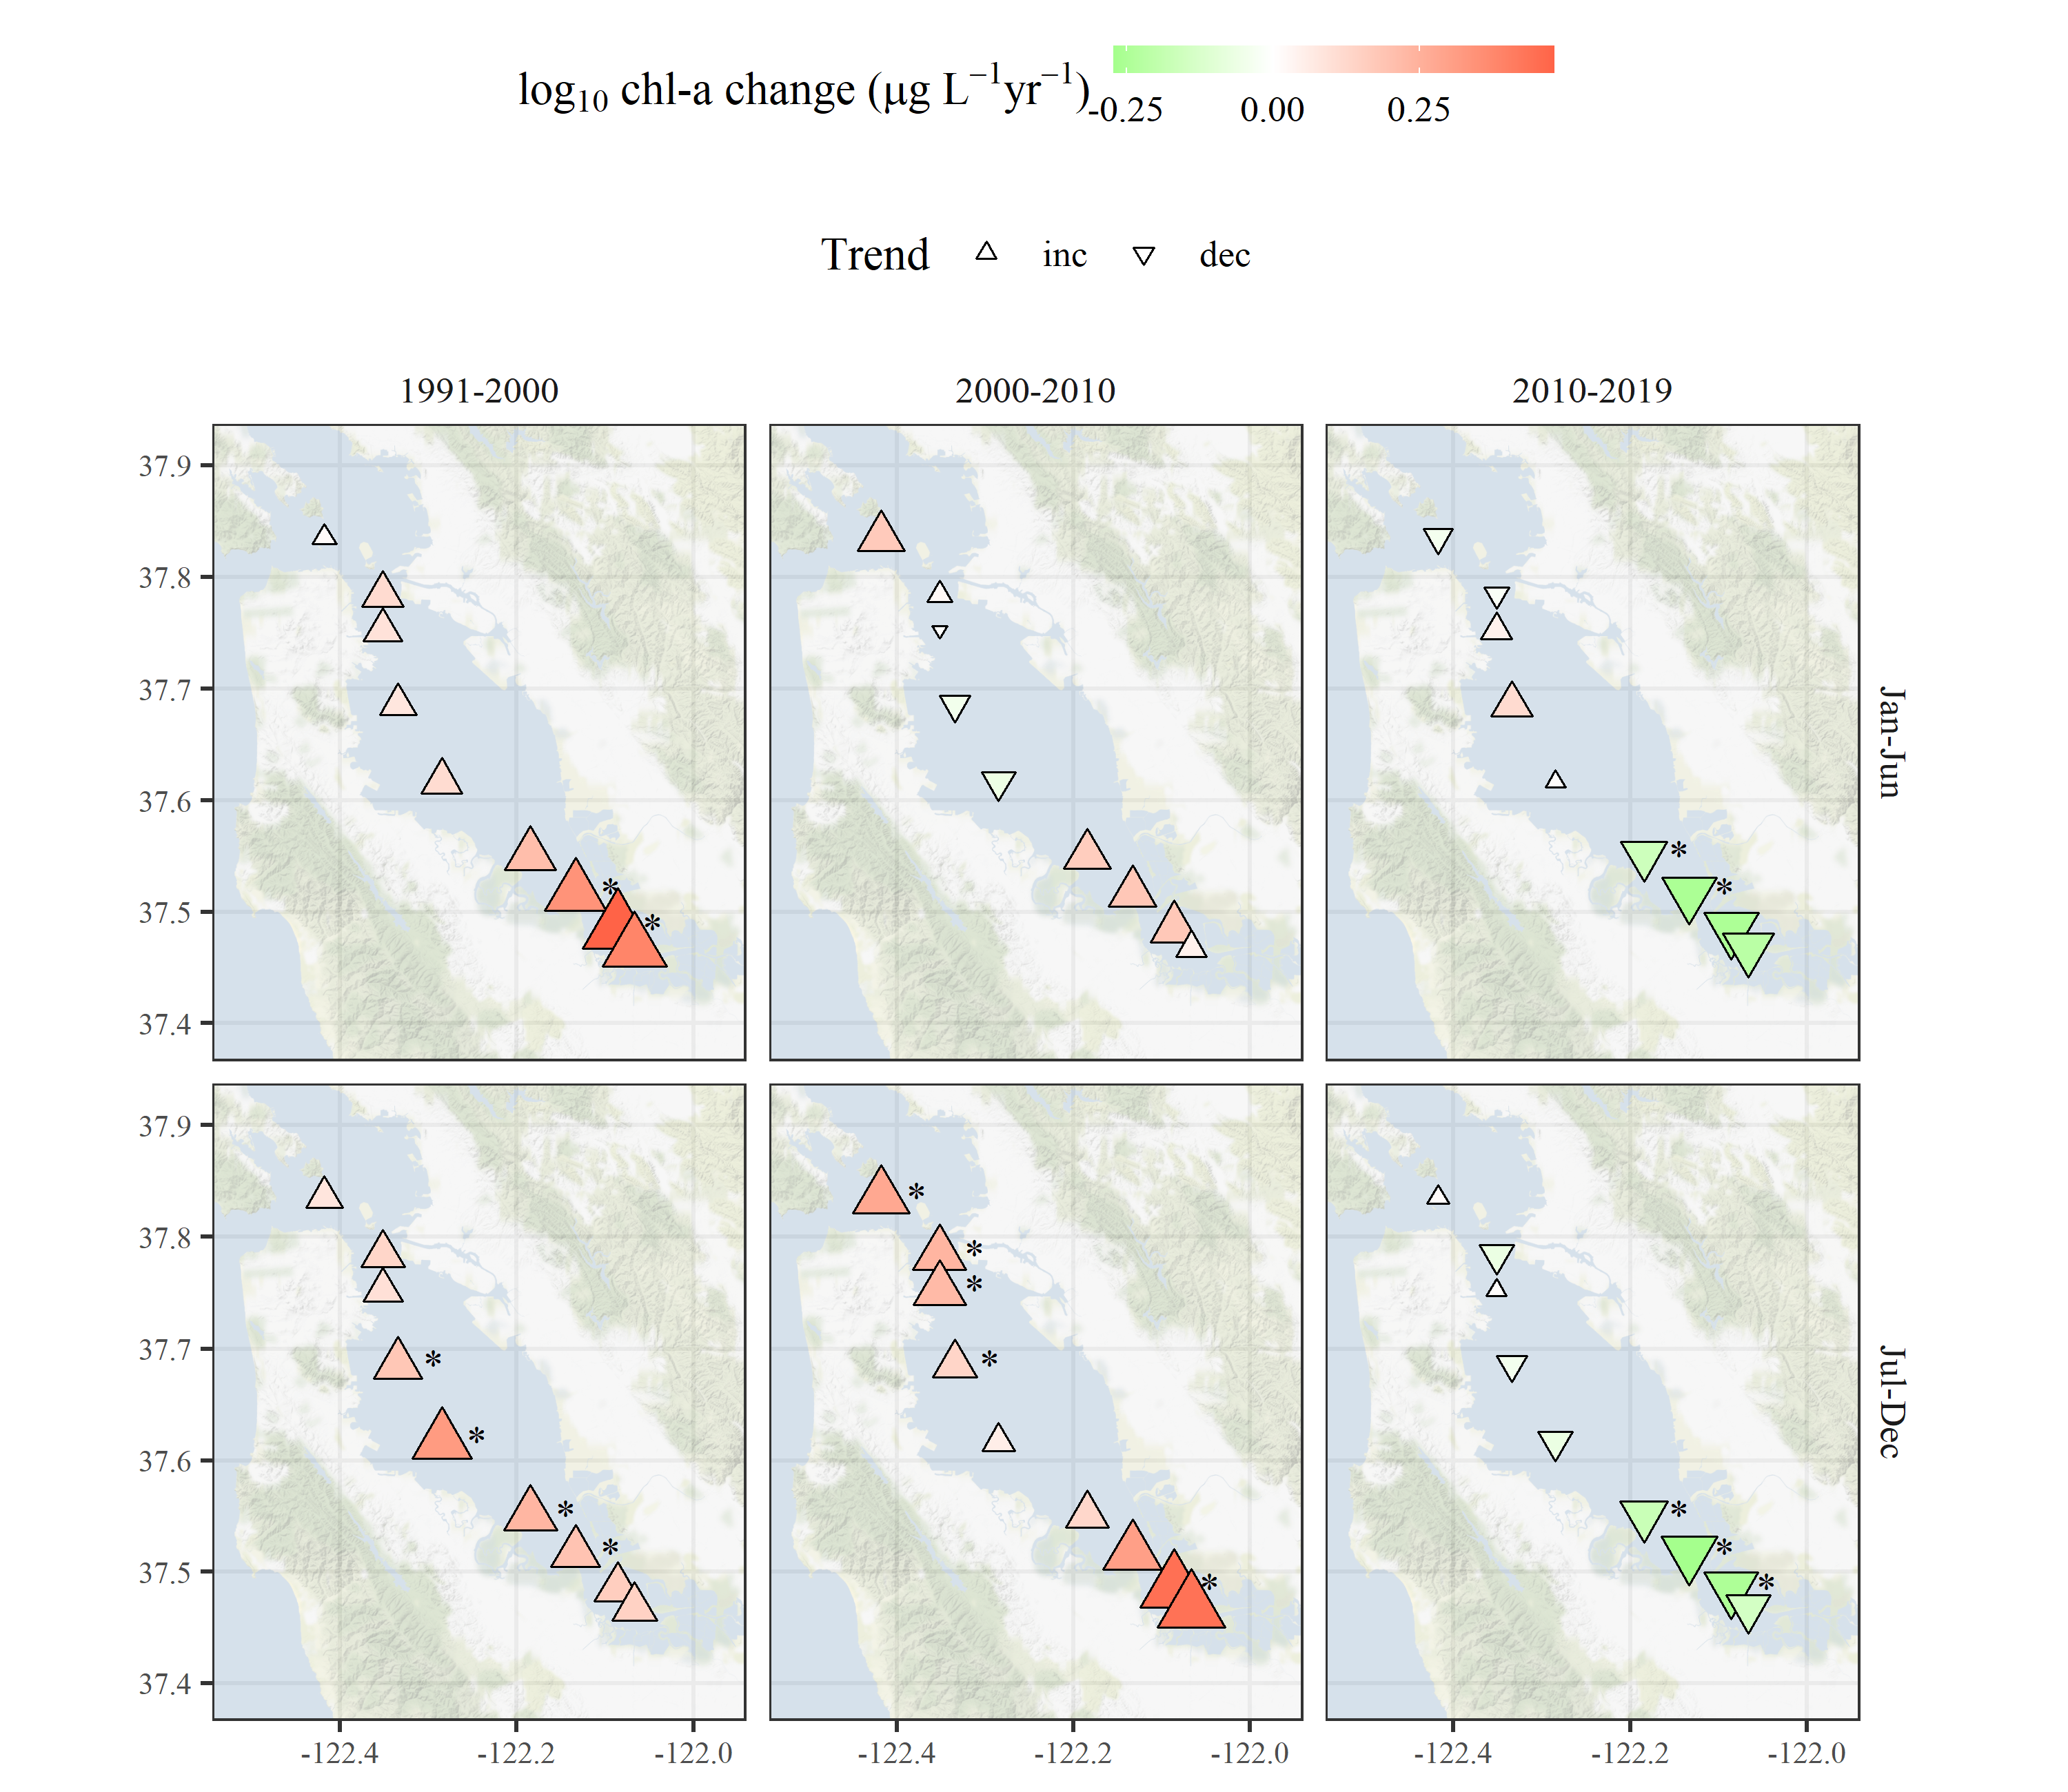 log₁₀ chl-a change (μg L⁻¹yr⁻¹)
-0.25 0.00 0.25
Trend inc dec
1991-2000 2000-2010 2010-2019
37.9
37.8
37.7
37.6
37.5
37.4
Jan-Jun
* *
* *
37.9
37.8
37.7
37.6
37.5
37.4
Jul-Dec
* * * *
* * * * *
* * *
-122.4 -122.2 -122.0 -122.4 -122.2 -122.0 -122.4 -122.2 -122.0